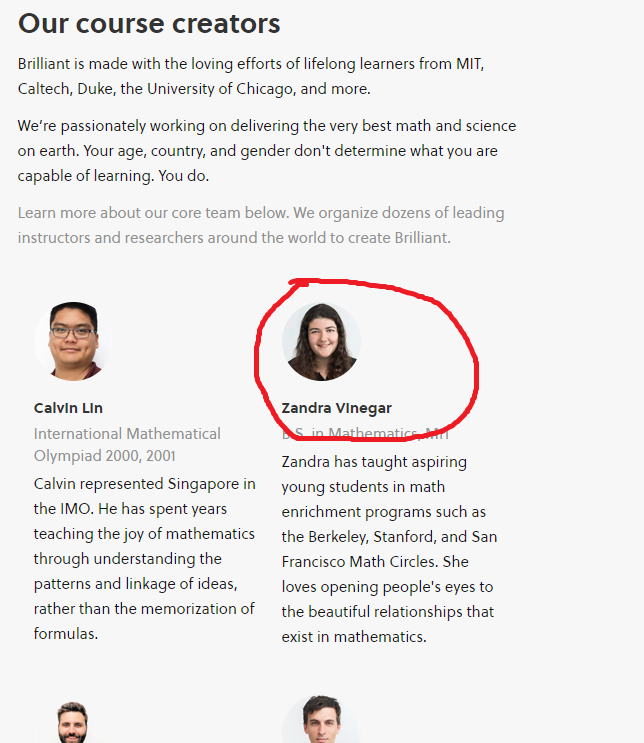 Our course creators
Brilliant is made with the loving efforts of lifelong learners from MIT,
Caltech, Duke, the University of Chicago, and more.
We're passionately working on delivering the very best math and science
on earth. Your age, country, and gender don't determine what you are
capable of learning. You do.
Learn more about our core team below. We organize dozens of leading
instructors and researchers around the world to create Brilliant.
Calvin Lin
International Mathematical
Olympiad 2000, 2001
Calvin represented Singapore in
the IMO. He has spent years
teaching the joy of mathematics
through understanding the
patterns and linkage of ideas,
rather than the memorization of
formulas.
Zandra Vinegar
B.S. in Mathematics, MIT
Zandra has taught aspiring
young students in math
enrichment programs such as
the Berkeley, Stanford, and San
Francisco Math Circles. She
loves opening people's eyes to
the beautiful relationships that
exist in mathematics.